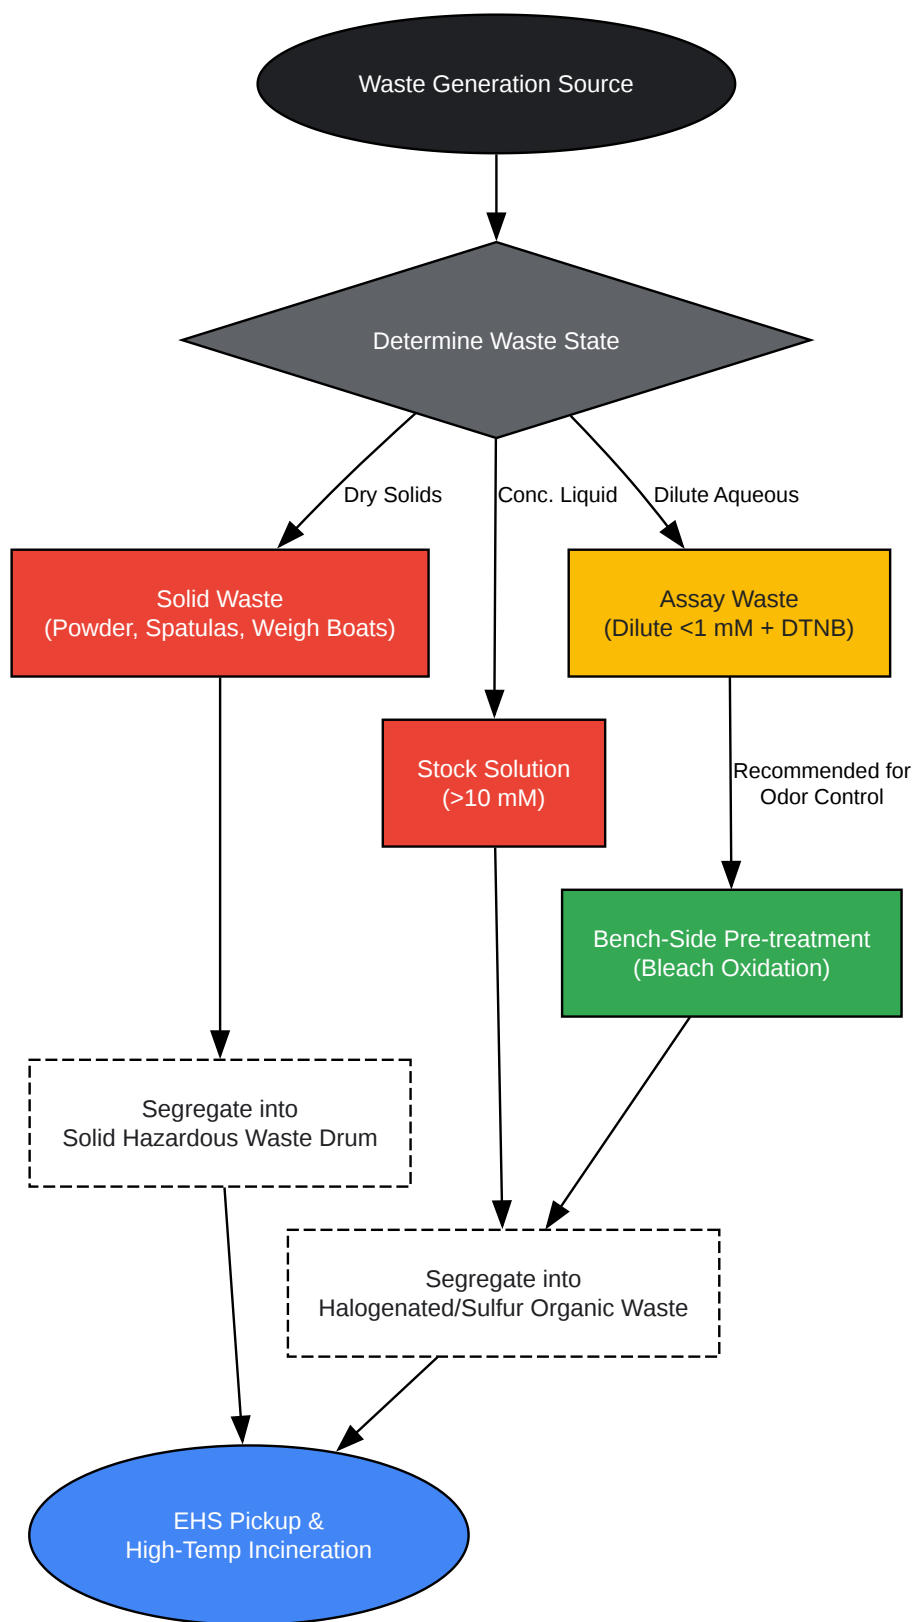 Waste Generation Source
Determine Waste State
Dry Solids
Conc. Liquid
Dilute Aqueous
Solid Waste
(Powder, Spatulas, Weigh Boats)
Assay Waste
(Dilute <1 mM + DTNB)
Stock Solution
(>10 mM)
Recommended for
Odor Control
Bench-Side Pre-treatment
(Bleach Oxidation)
Segregate into
Solid Hazardous Waste Drum
Segregate into
Halogenated/Sulfur Organic Waste
EHS Pickup &
High-Temp Incineration